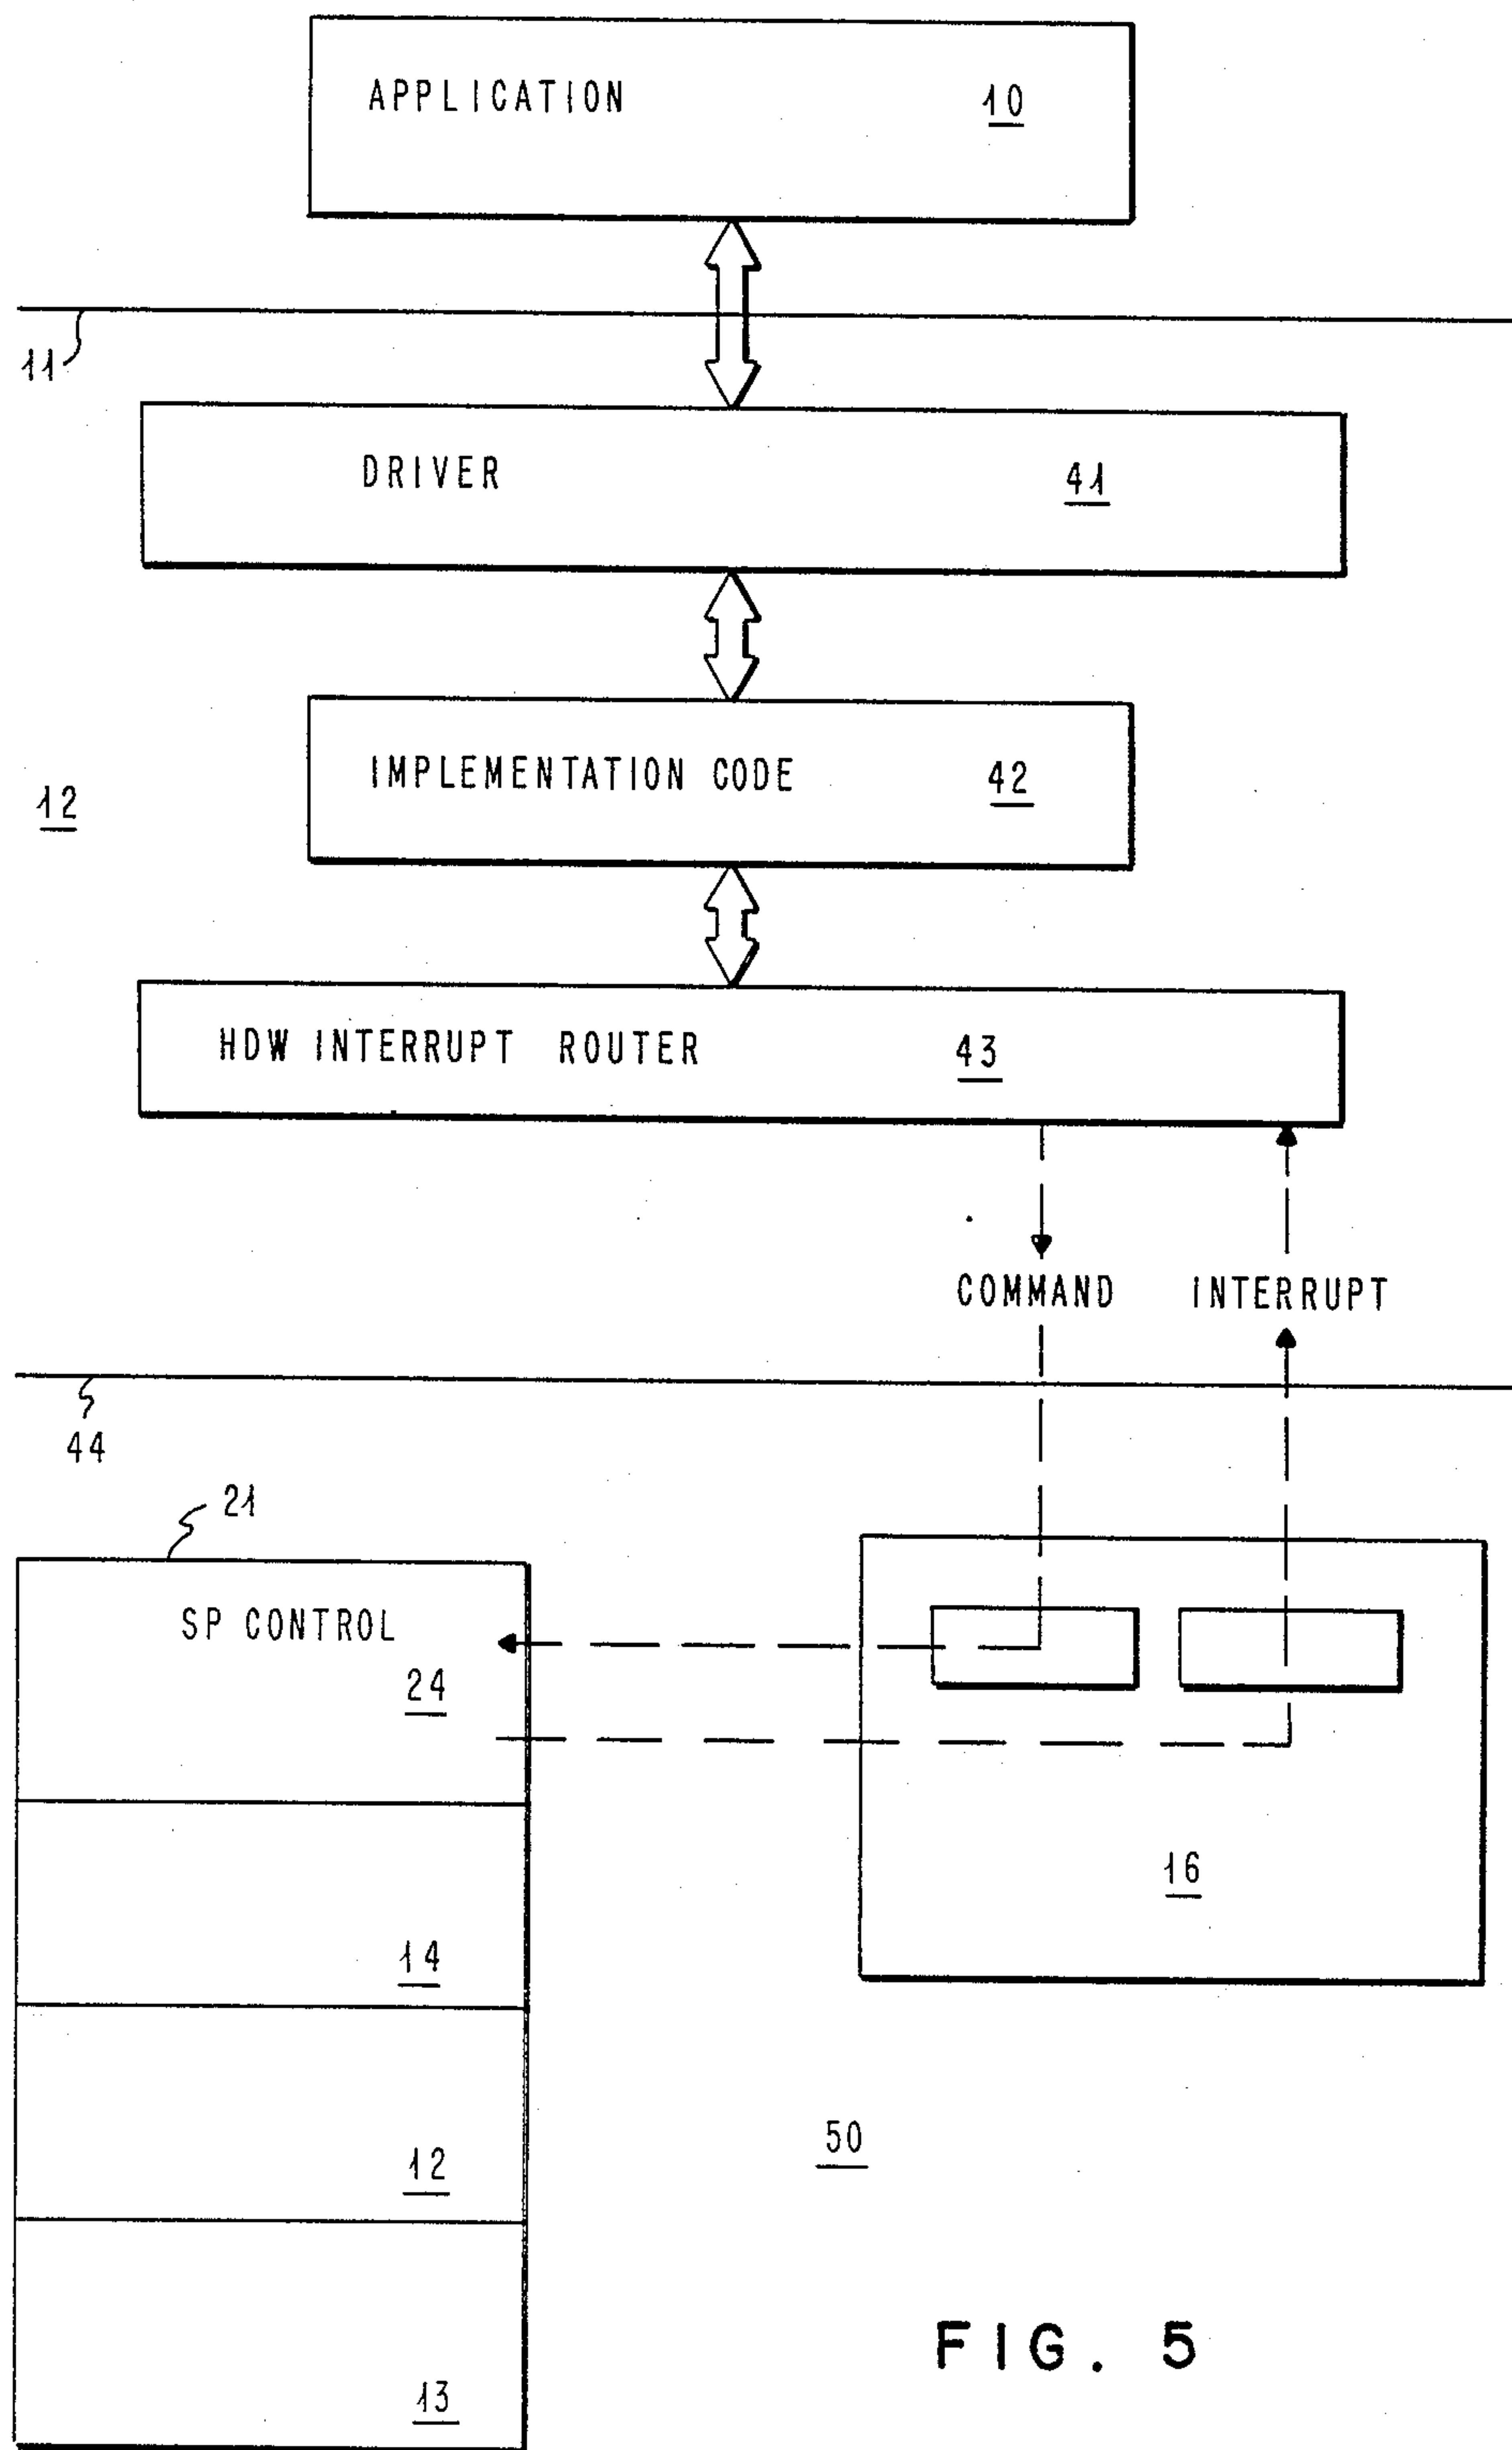 APPLICATION 10
11
DRIVER 41
IMPLEMENTATION CODE 42
12
HDW INTERRUPT ROUTER 43
COMMAND INTERRUPT
44
21
SP CONTROL
24
16
14
50
12
13
FIG. 5